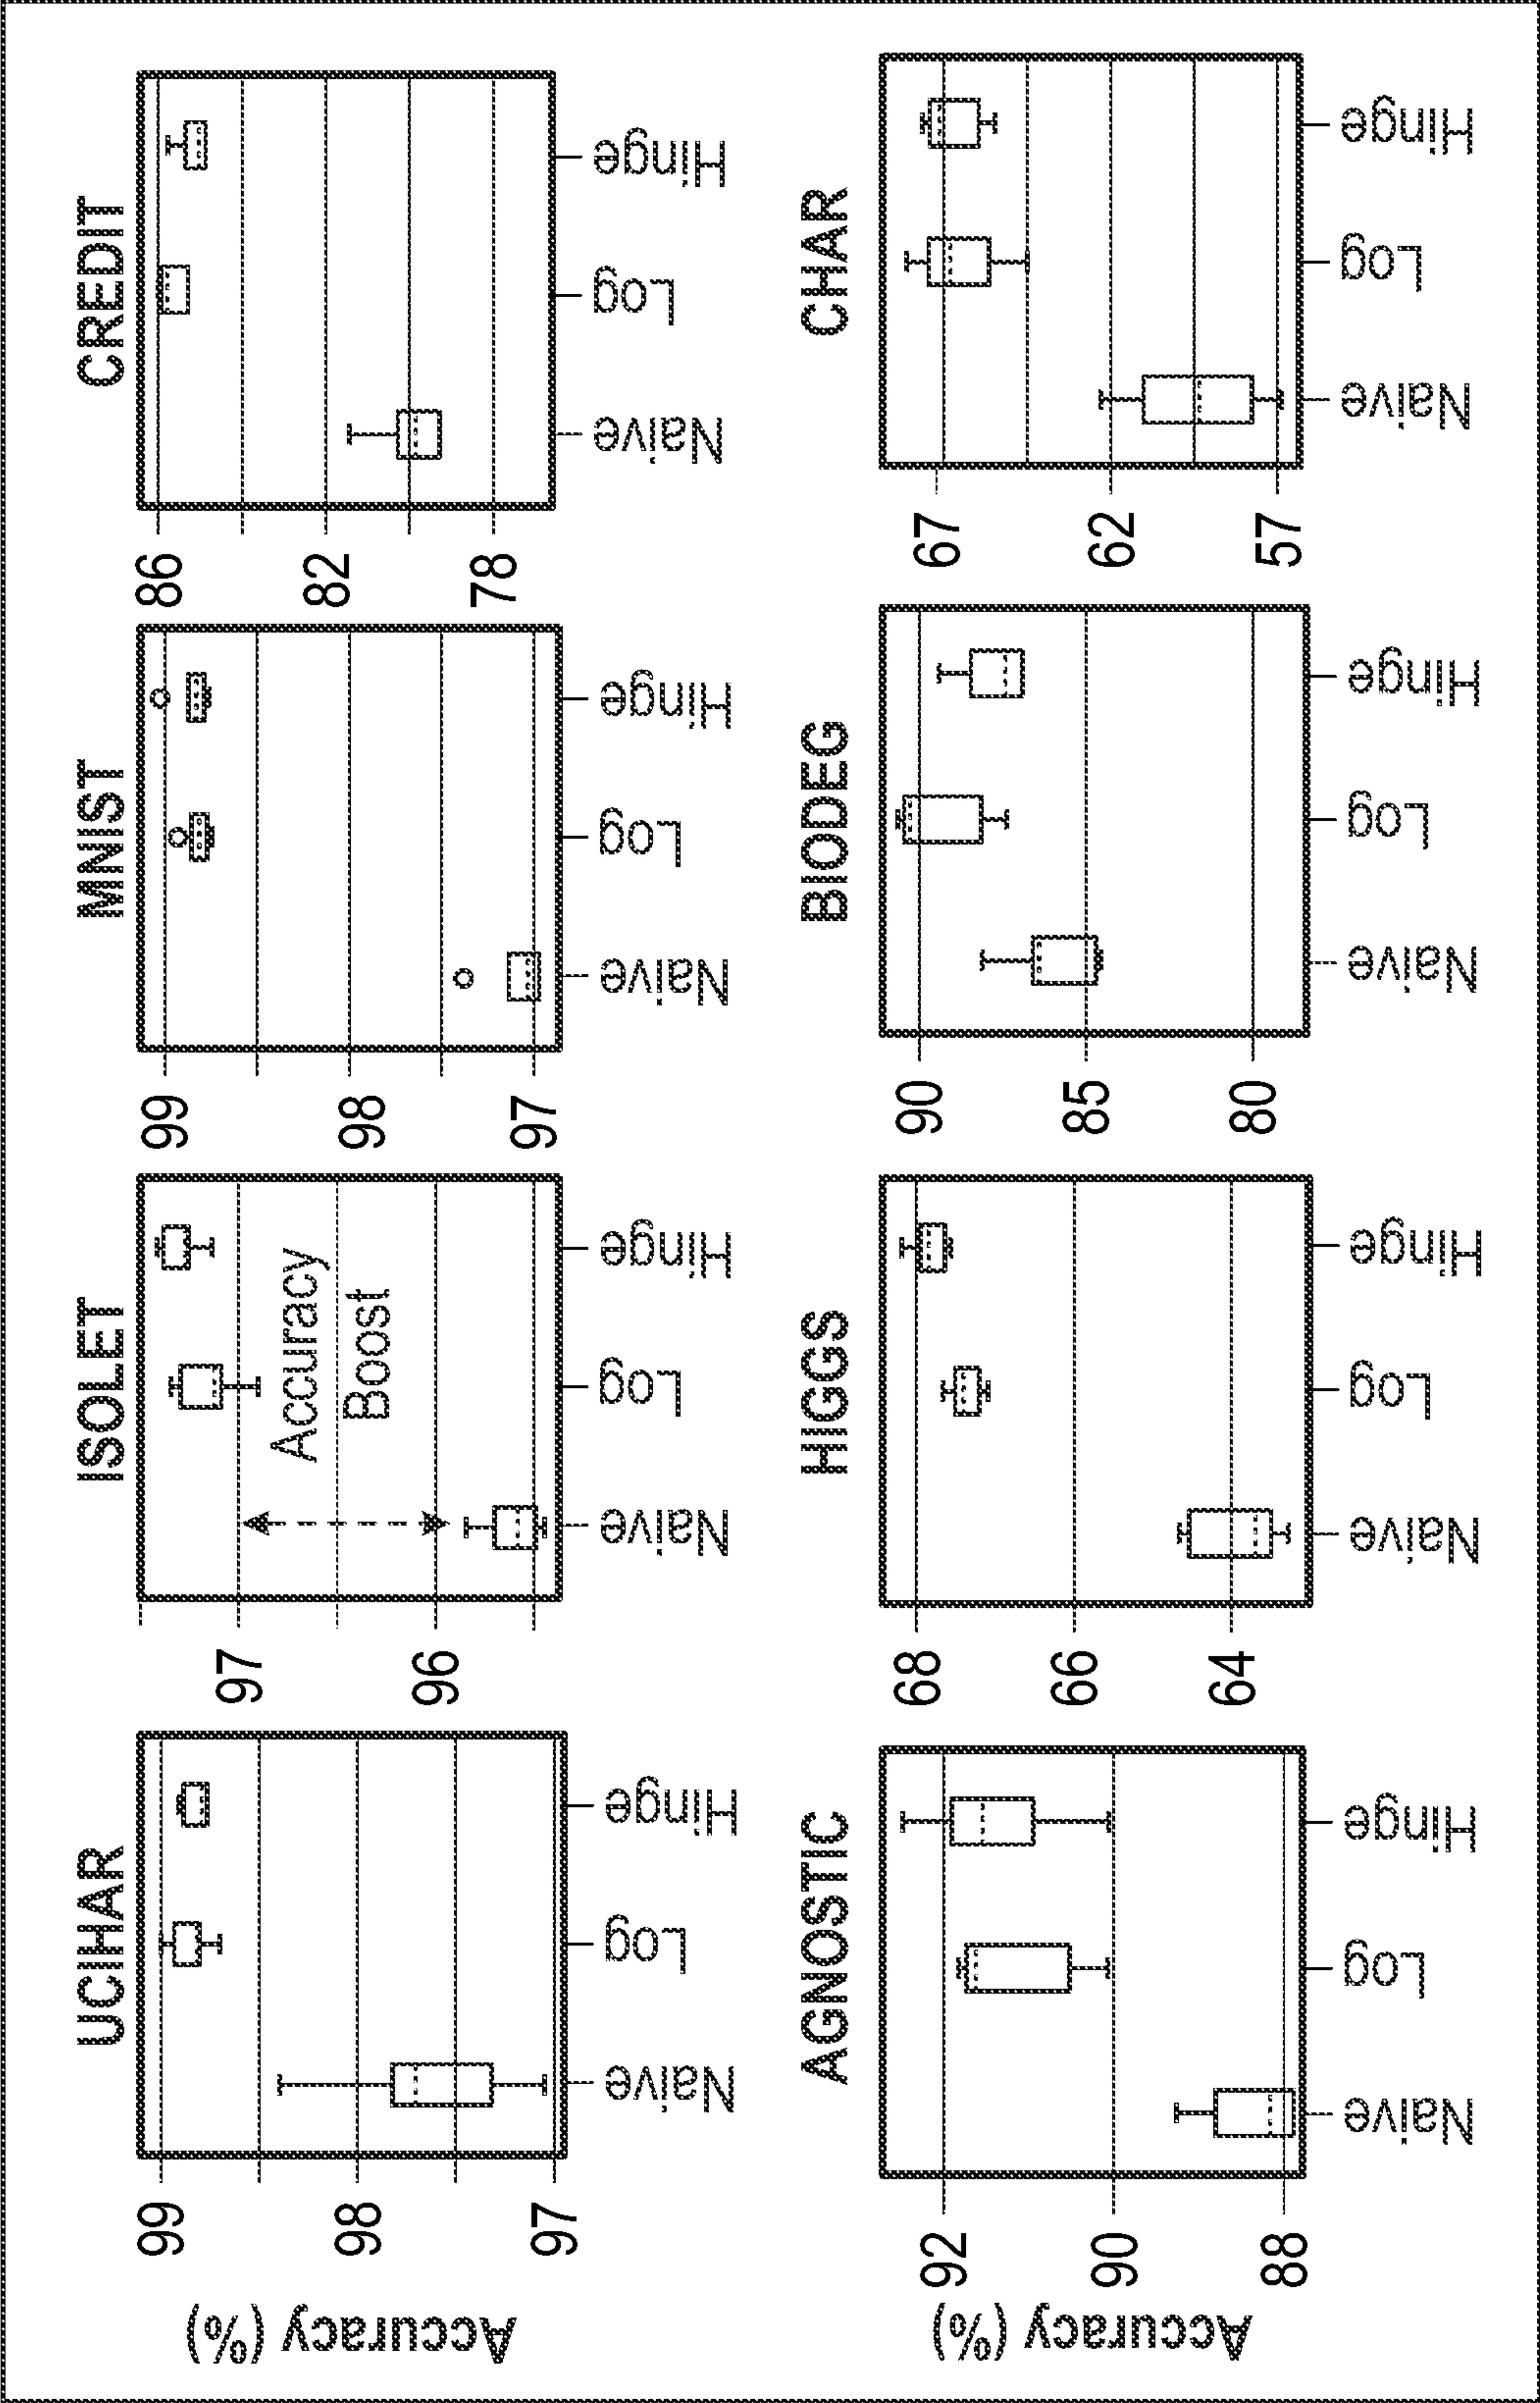 UCIHAR
ISOLET
MNIST
CREDIT
Accuracy (%)
99
98
97
Naive
Log
Hinge
97
96
Accuracy
Boost
Naive
Log
Hinge
99
98
97
Naive
Log
Hinge
86
82
78
Naive
Log
Hinge
AGNOSTIC
HIGGS
BIODEG
CHAR
Accuracy (%)
92
90
88
Naive
Log
Hinge
68
66
64
Naive
Log
Hinge
90
85
80
Naive
Log
Hinge
67
62
57
Naive
Log
Hinge